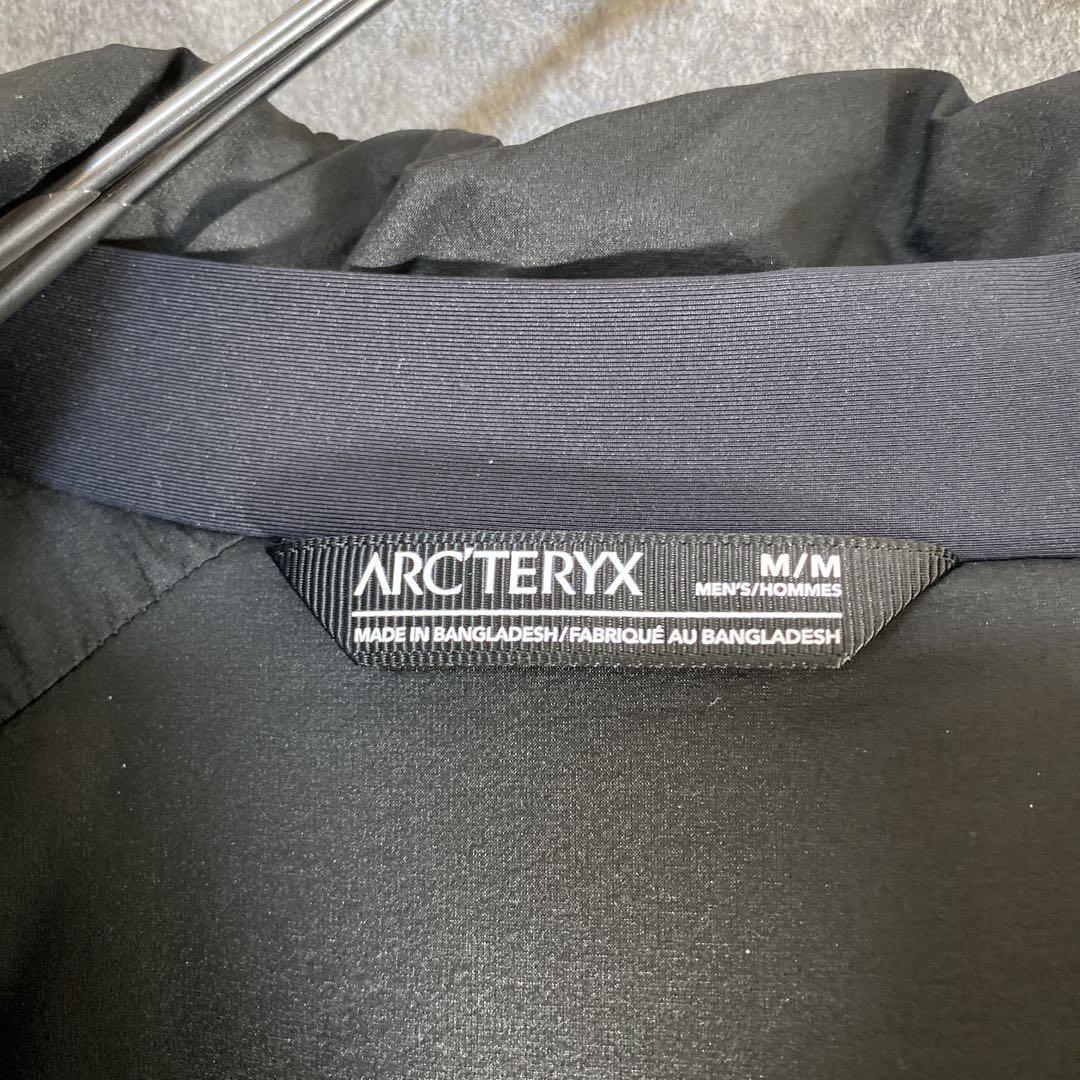 ARC'TERYX
M/M
MEN'S/HOMMES
MADE IN BANGLADESH/FABRIQUÉ AU BANGLADESH